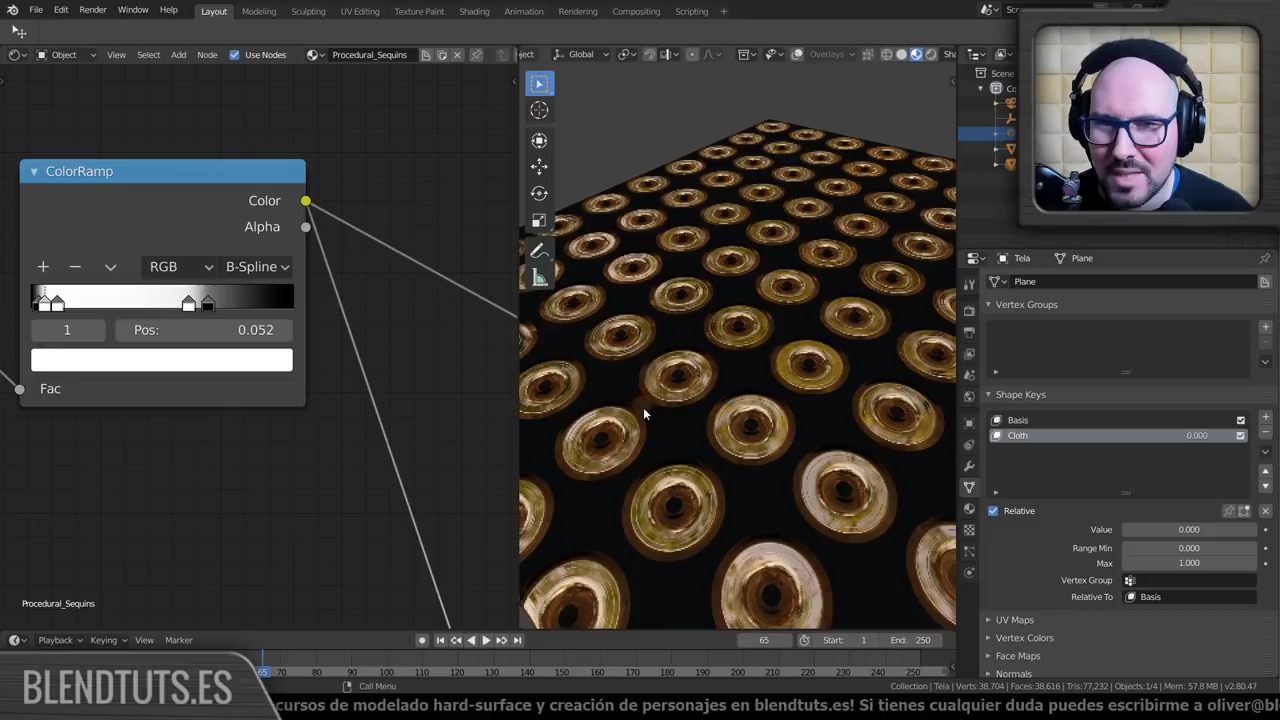 File Edit Render Window Help Layout Modeling Sculpting UV Editing Texture Paint Shading Animation Rendering Compositing Scripting +
Object View Select Add Node Use Nodes Procedural_Sequins
ject Global Overlays
Scene
ColorRamp
Color
Alpha
RGB B-Spline
1 Pos: 0.052
Fac
Procedural_Sequins
Tela Plane
Plane
Vertex Groups
Shape Keys
Basis
Cloth 0.000
Relative
Value 0.000
Range Min 0.000
Max 1.000
Vertex Group
Relative To Basis
UV Maps
Vertex Colors
Face Maps
Normals
Playback Keying View Marker 65 Start: 1 End: 250
65 70 80 90 100 110 120 130 140 150 160 170 180 190 200 210 220 230 240 250
Call Menu Collection | Tela | Verts:38,704 | Faces:38,616 | Tris:77,232 | Objects:1/4 | Mem: 57.8 MB | v2.80.47
BLENDTUTS.ES
cursos de modelado hard-surface y creación de personajes en blendtuts.es! Si tienes cualquier duda puedes escribirme a oliver@bl